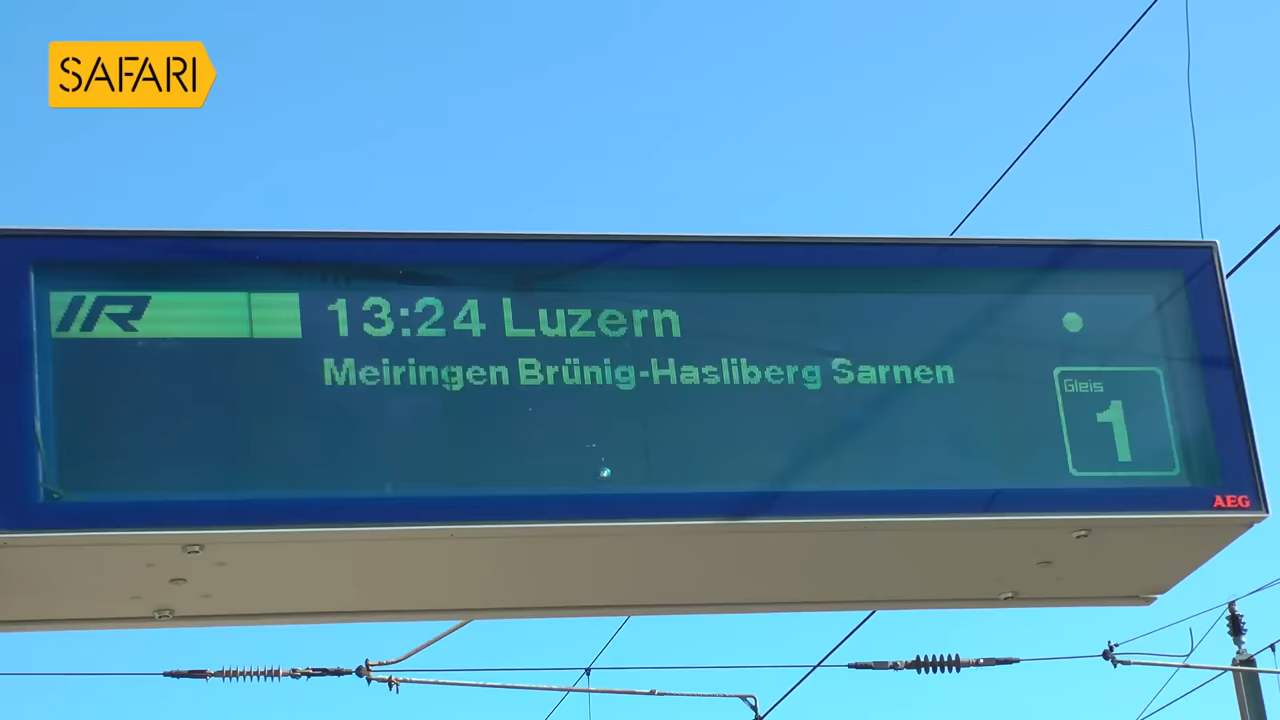 SAFARI
IR 13:24 Luzern
Meiringen Brünig-Hasliberg Sarnen
Gleis
1
AEG